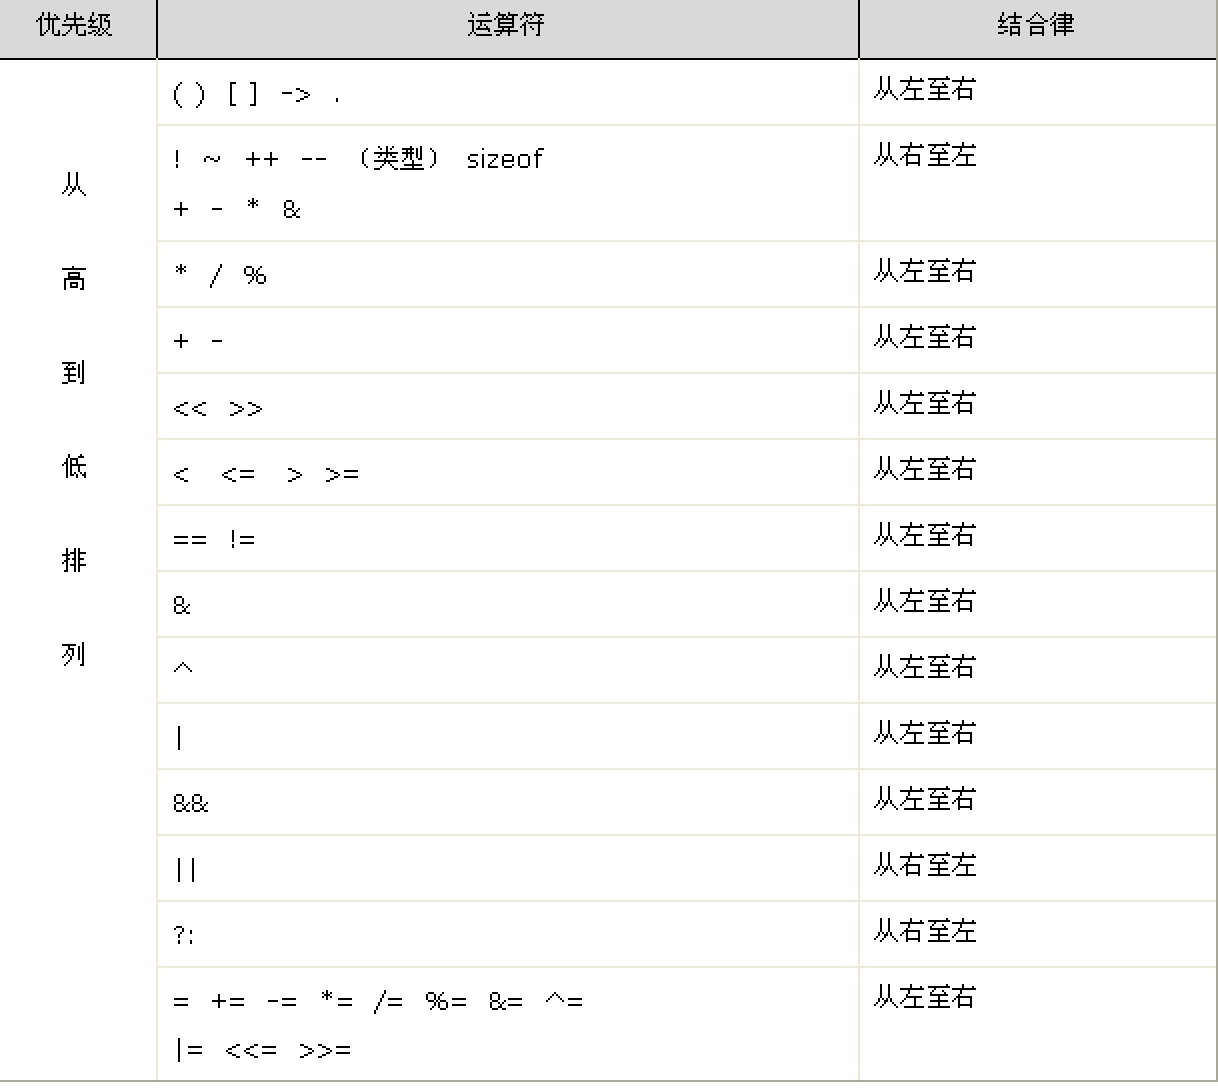 优先级 运算符 结合律
( ) [ ] -> . 从左至右
! ~ ++ -- （类型） sizeof 从右至左
+ - * &
* / % 从左至右
+ - 从左至右
<< >> 从左至右
< <= > >= 从左至右
== != 从左至右
& 从左至右
^ 从左至右
| 从左至右
&& 从左至右
|| 从右至左
?: 从右至左
= += -= *= /= %= &= ^= 从左至右
|= <<= >>=
从
高
到
低
排
列